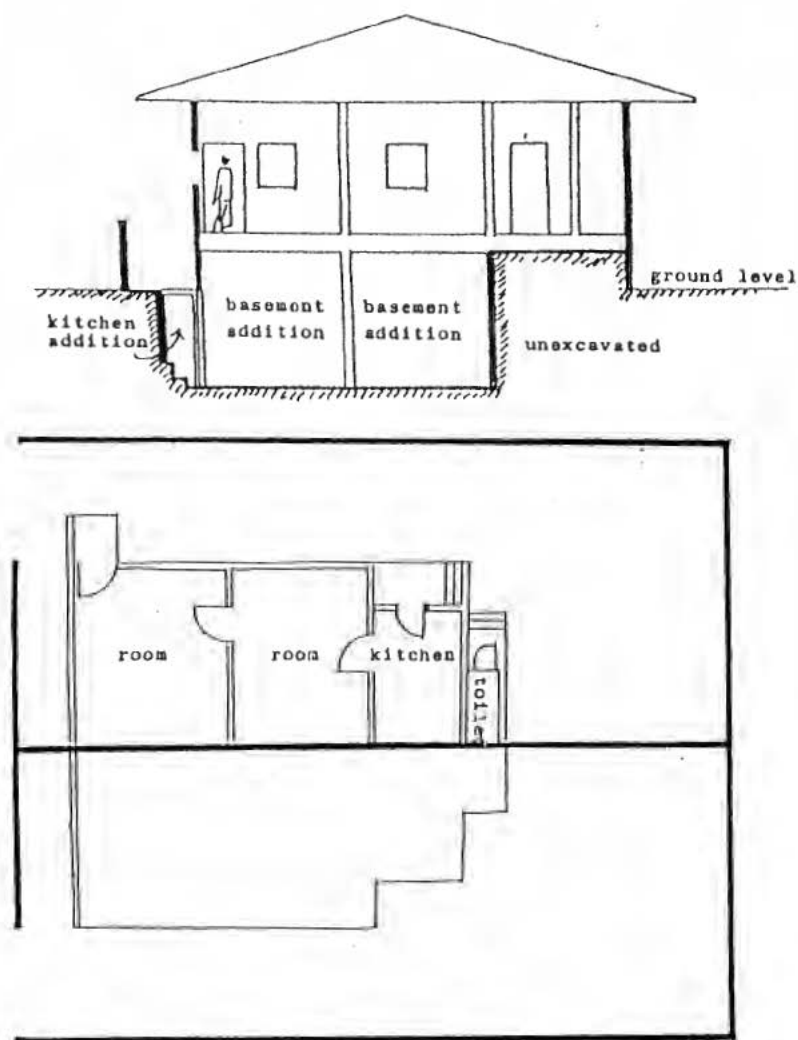 ground level
basemont
addition
basement
addition
kitchen
addition
unexcavated
room
room
kitchen
toilet